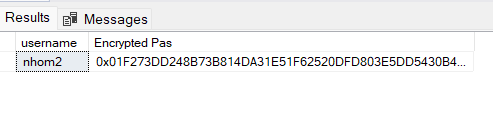 Results Messages
username Encrypted Pas
nhom2 0x01F273DD248B73B814DA31E51F62520DFD803E5DD5430B4...